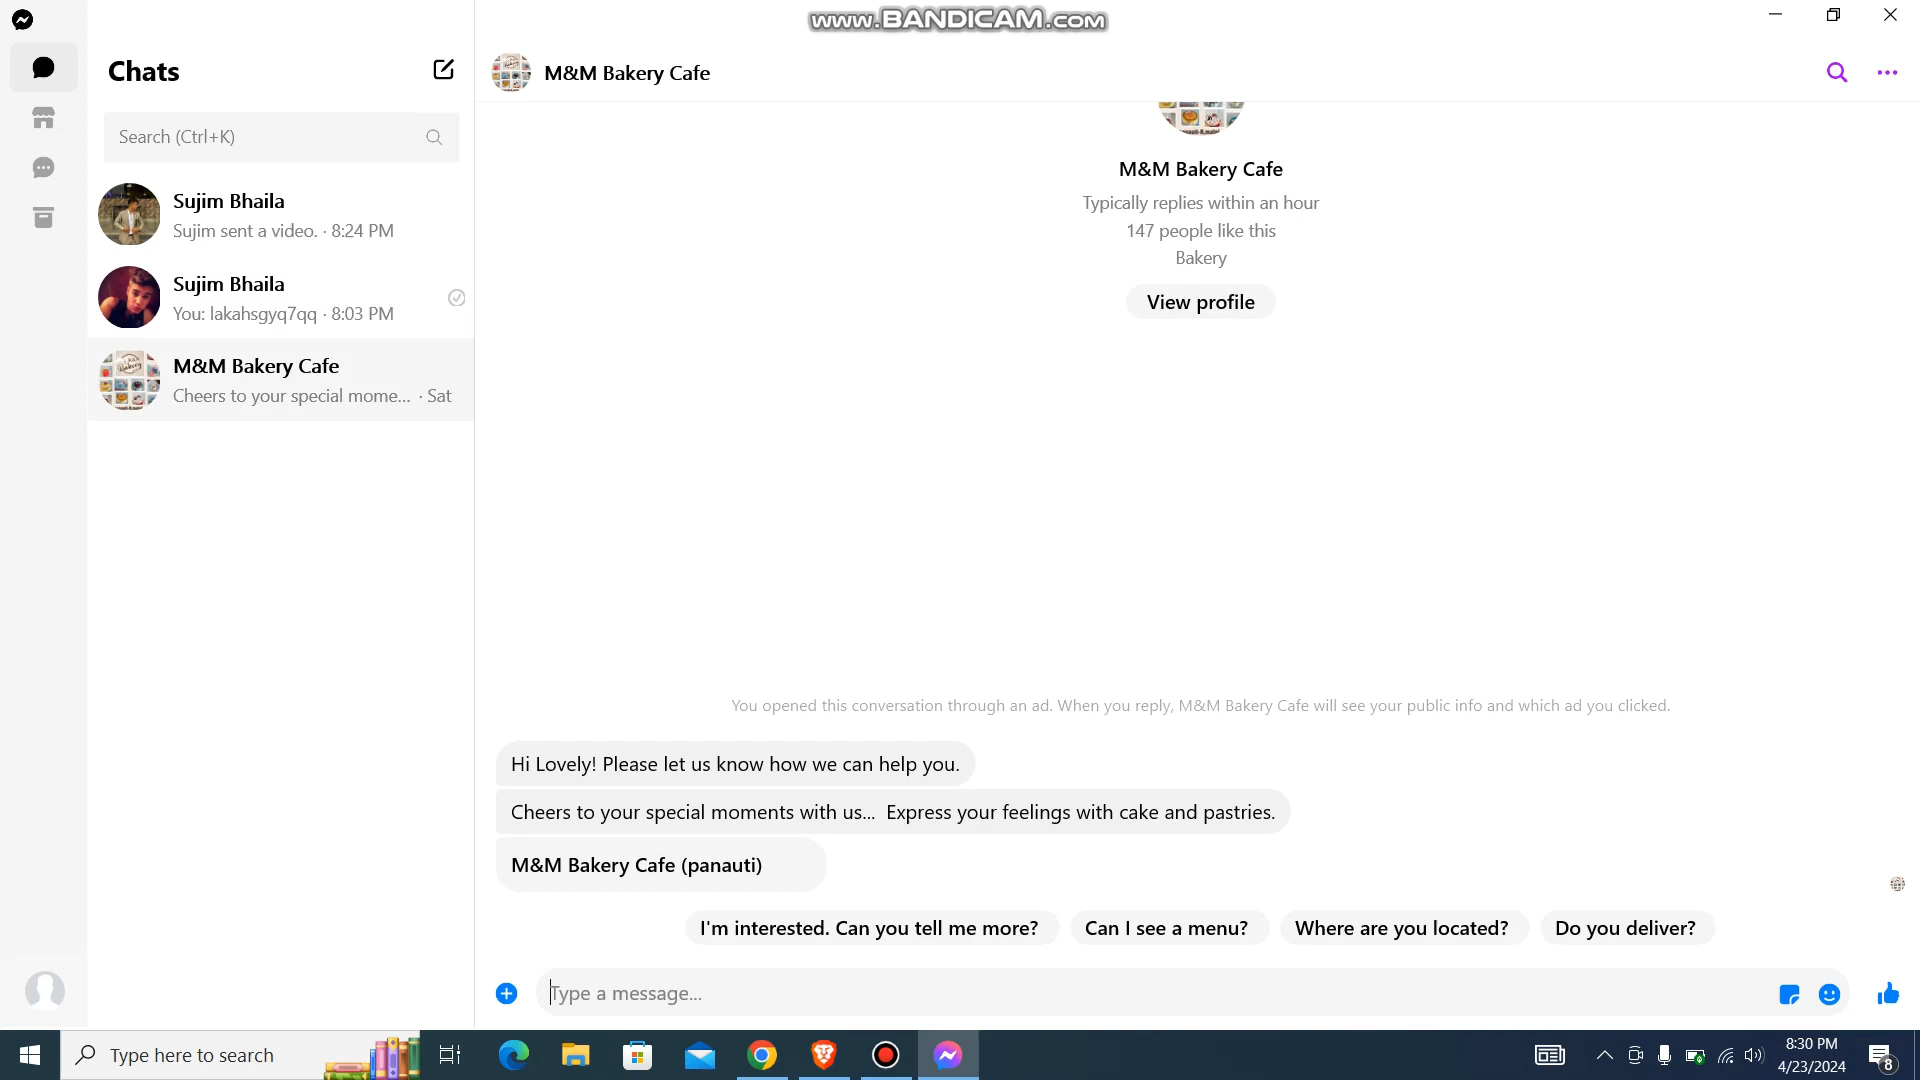 www.BANDICAM.com
Chats
Search (Ctrl+K)
Sujim Bhaila
Sujim sent a video. · 8:24 PM
Sujim Bhaila
You: lakahsgyq7qq · 8:03 PM
M&M Bakery Cafe
Cheers to your special mome... · Sat
M&M Bakery Cafe
M&M Bakery Cafe
Typically replies within an hour
147 people like this
Bakery
View profile
You opened this conversation through an ad. When you reply, M&M Bakery Cafe will see your public info and which ad you clicked.
Hi Lovely! Please let us know how we can help you.
Cheers to your special moments with us... Express your feelings with cake and pastries.
M&M Bakery Cafe (panauti)
I'm interested. Can you tell me more? Can I see a menu? Where are you located? Do you deliver?
Type a message...
Type here to search
8:30 PM
4/23/2024
8